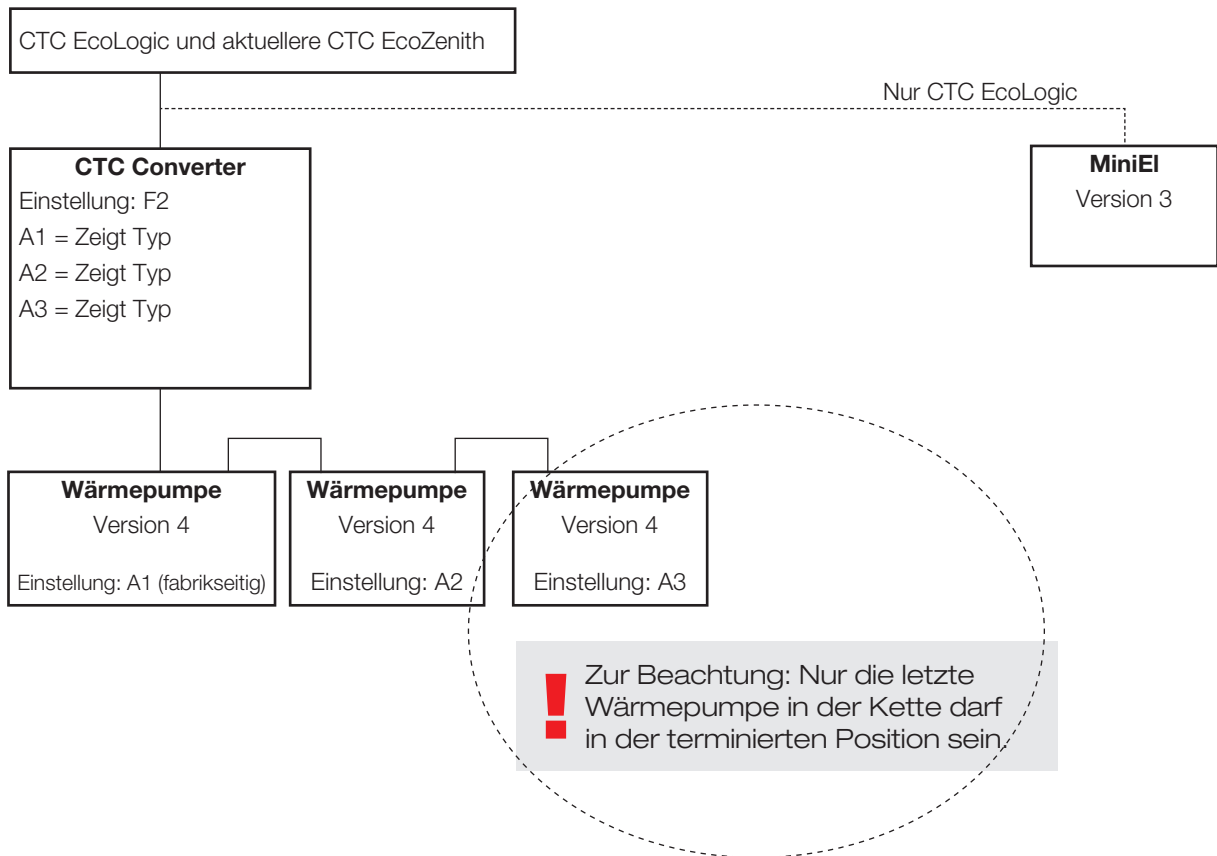 CTC EcoLogic und aktuellere CTC EcoZenith
Nur CTC EcoLogic
CTC Converter
Einstellung: F2
A1 = Zeigt Typ
A2 = Zeigt Typ
A3 = Zeigt Typ
MiniEl
Version 3
Wärmepumpe
Version 4
Einstellung: A1 (fabrikseitig)
Wärmepumpe
Version 4
Einstellung: A2
Wärmepumpe
Version 4
Einstellung: A3
! Zur Beachtung: Nur die letzte
Wärmepumpe in der Kette darf
in der terminierten Position sein.